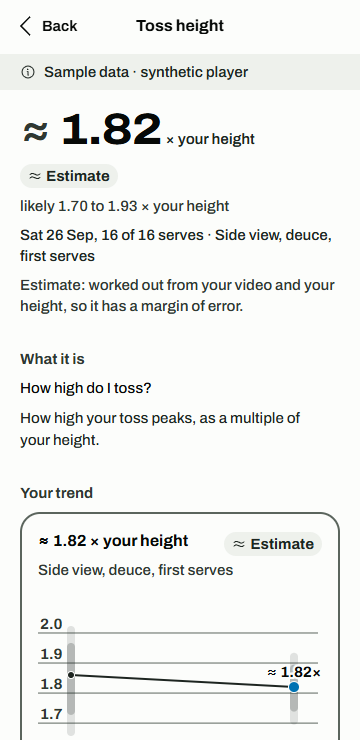 Back
Toss height
Sample data · synthetic player
≈ 1.82 × your height
≈ Estimate
likely 1.70 to 1.93 × your height
Sat 26 Sep, 16 of 16 serves · Side view, deuce,
first serves
Estimate: worked out from your video and your
height, so it has a margin of error.
What it is
How high do I toss?
How high your toss peaks, as a multiple of
your height.
Your trend
≈ 1.82 × your height
≈ Estimate
Side view, deuce, first serves
2.0
1.9
≈ 1.82×
1.8
1.7